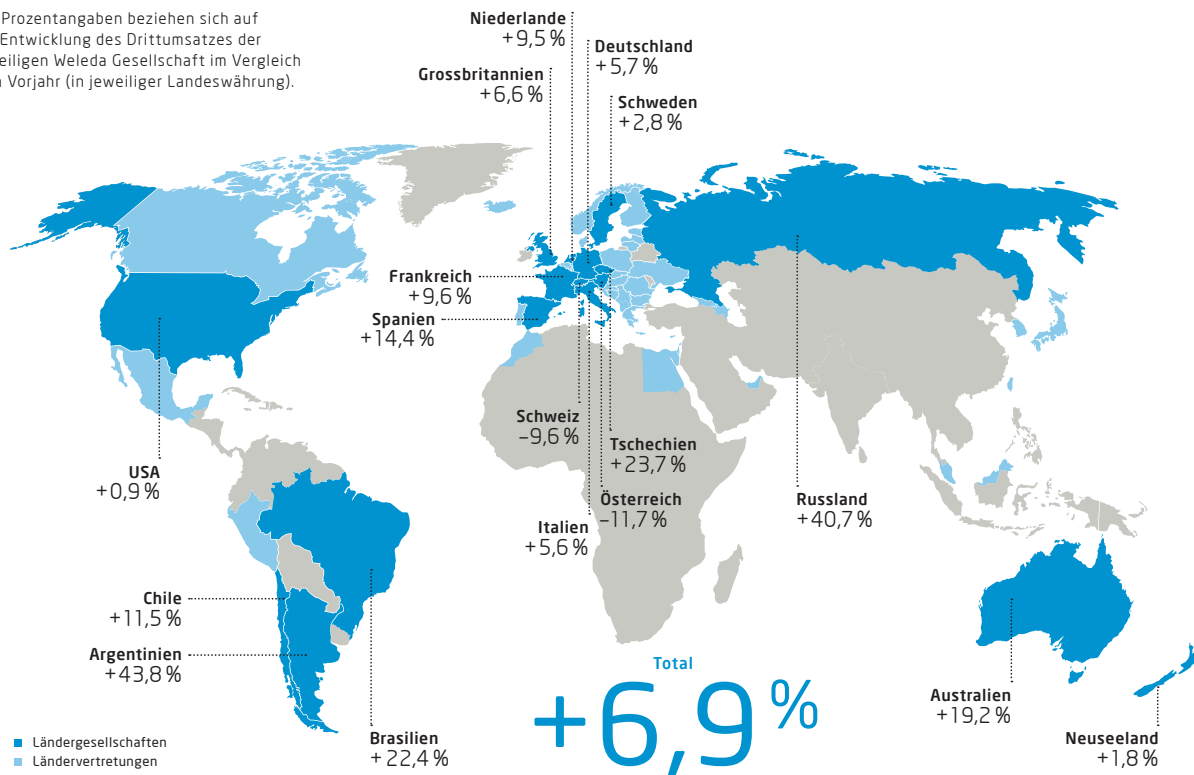 Prozentangaben beziehen sich auf
Entwicklung des Drittumsatzes der
eiligen Weleda Gesellschaft im Vergleich
Vorjahr (in jeweiliger Landeswährung).
Niederlande
+9,5 %
Deutschland
+5,7 %
Grossbritannien
+6,6 %
Schweden
+2,8 %
Frankreich
+9,6 %
Spanien
+14,4 %
Schweiz
–9,6 %
Tschechien
+23,7 %
USA
+0,9 %
Österreich
–11,7 %
Italien
+5,6 %
Russland
+40,7 %
Chile
+11,5 %
Argentinien
+43,8 %
Brasilien
+22,4 %
Total
+6,9 %
Australien
+19,2 %
Neuseeland
+1,8 %
Ländergesellschaften
Ländervertretungen